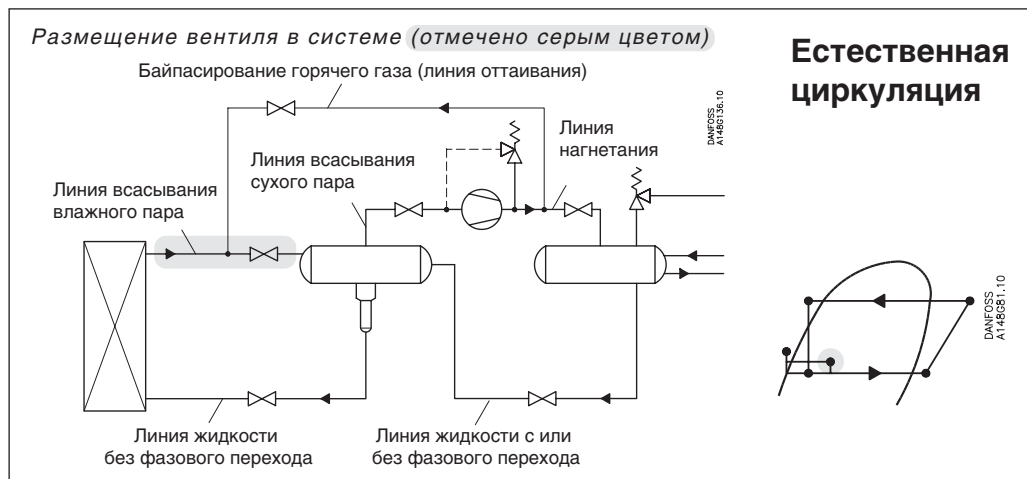 Размещение вентиля в системе (отмечено серым цветом)
Естественная
циркуляция
Байпасирование горячего газа (линия оттаивания)
DANFOSS
A148G136.10
Линия
нагнетания
Линия всасывания
сухого пара
Линия всасывания
влажного пара
DANFOSS
A148G81.10
Линия жидкости
без фазового перехода
Линия жидкости с или
без фазового перехода